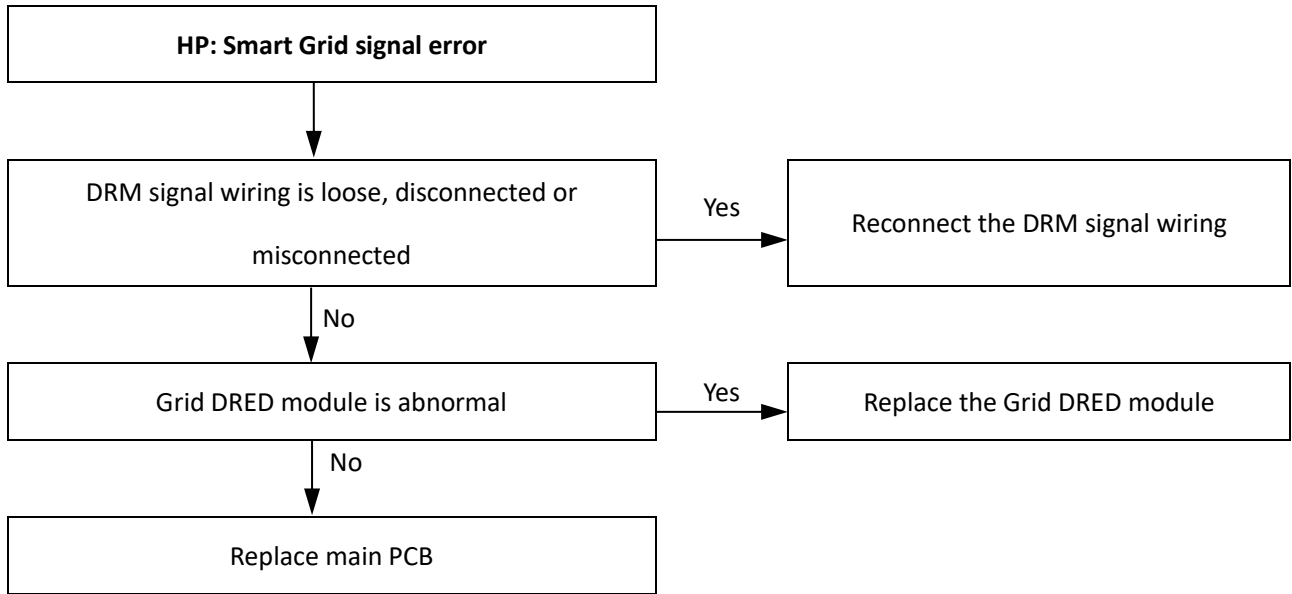 HP: Smart Grid signal error
DRM signal wiring is loose, disconnected or
misconnected
Yes
Reconnect the DRM signal wiring
No
Grid DRED module is abnormal
Yes
Replace the Grid DRED module
No
Replace main PCB